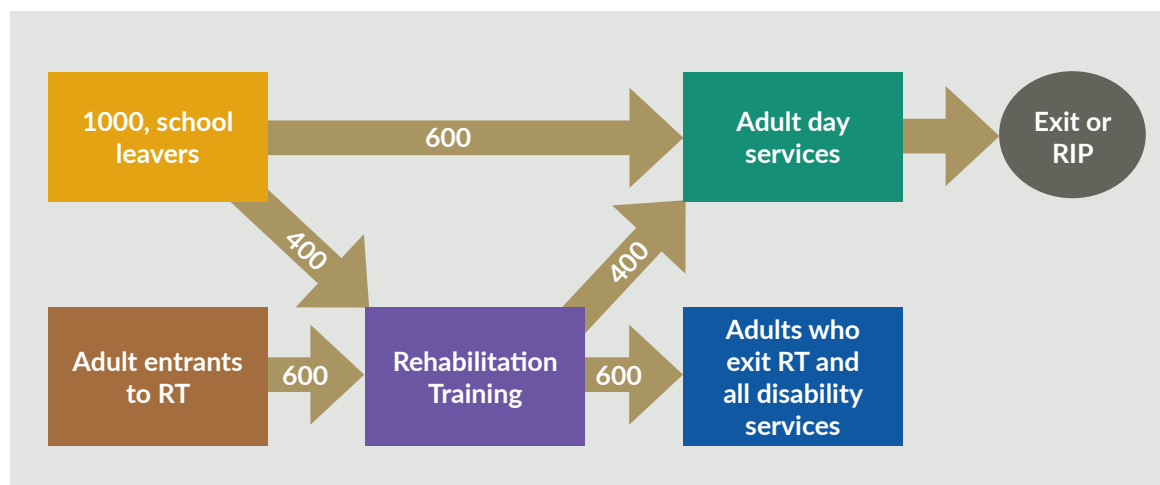 1000, school
leavers
600
Adult day
services
Exit or
RIP
400
400
Adult entrants
to RT
600
Rehabilitation
Training
600
Adults who
exit RT and
all disability
services